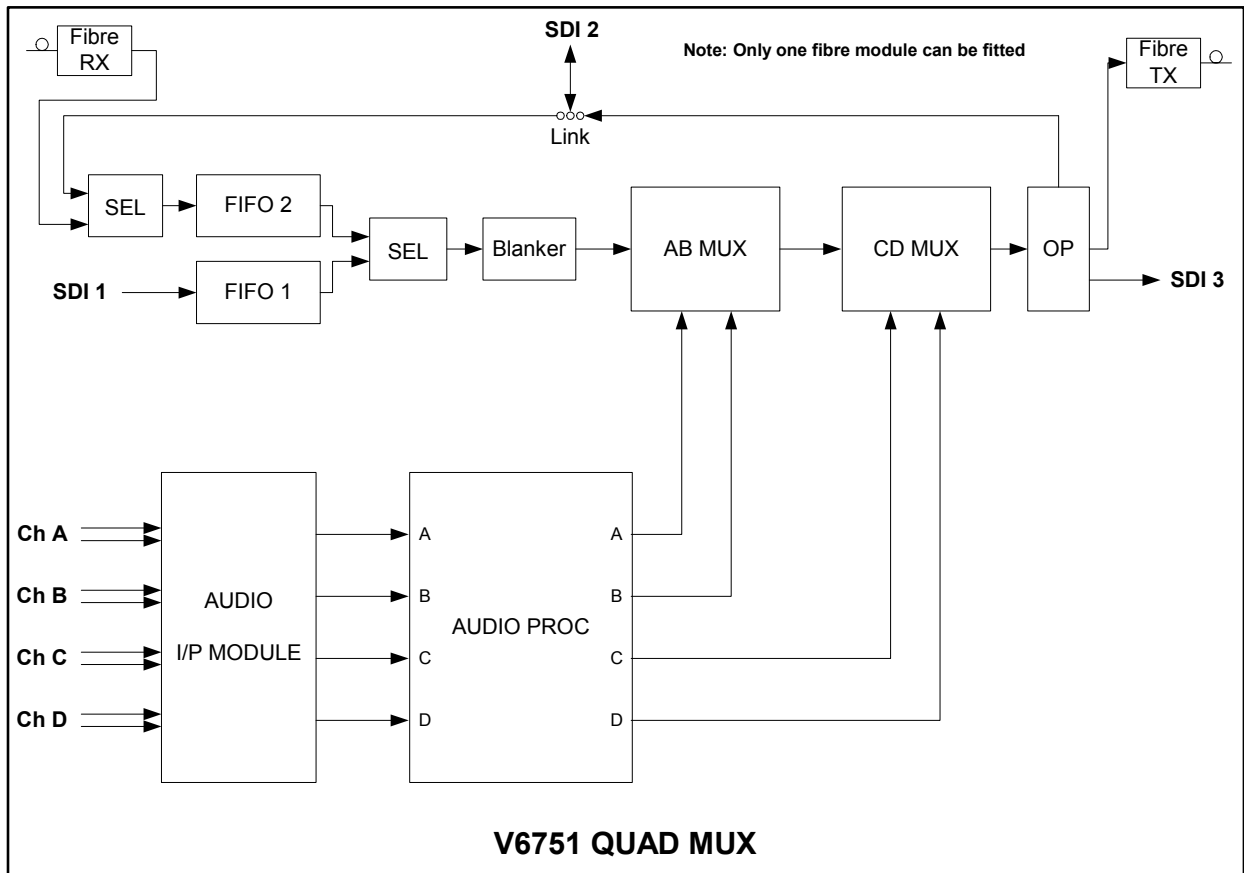 Fibre
RX
SDI 2
Note: Only one fibre module can be fitted
Fibre
TX
Link
SEL
FIFO 2
SEL
Blanker
AB MUX
CD MUX
OP
SDI 1
FIFO 1
SDI 3
Ch A
Ch B
Ch C
Ch D
AUDIO
I/P MODULE
A
B
C
D
AUDIO PROC
A
B
C
D
V6751 QUAD MUX